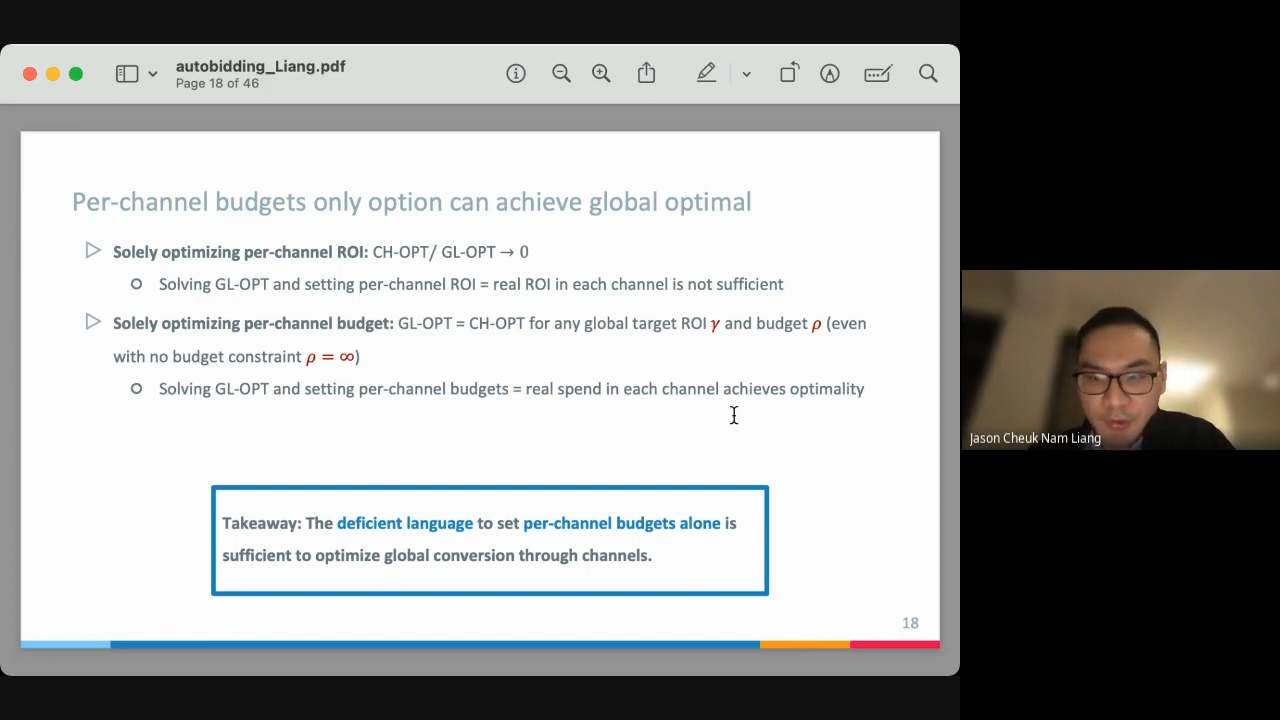 autobidding_Liang.pdf
Page 18 of 46
Per-channel budgets only option can achieve global optimal
Solely optimizing per-channel ROI: CH-OPT/ GL-OPT → 0
Solving GL-OPT and setting per-channel ROI = real ROI in each channel is not sufficient
Solely optimizing per-channel budget: GL-OPT = CH-OPT for any global target ROI γ and budget ρ (even
with no budget constraint ρ = ∞)
Solving GL-OPT and setting per-channel budgets = real spend in each channel achieves optimality
Takeaway: The deficient language to set per-channel budgets alone is
sufficient to optimize global conversion through channels.
18
Jason Cheuk Nam Liang